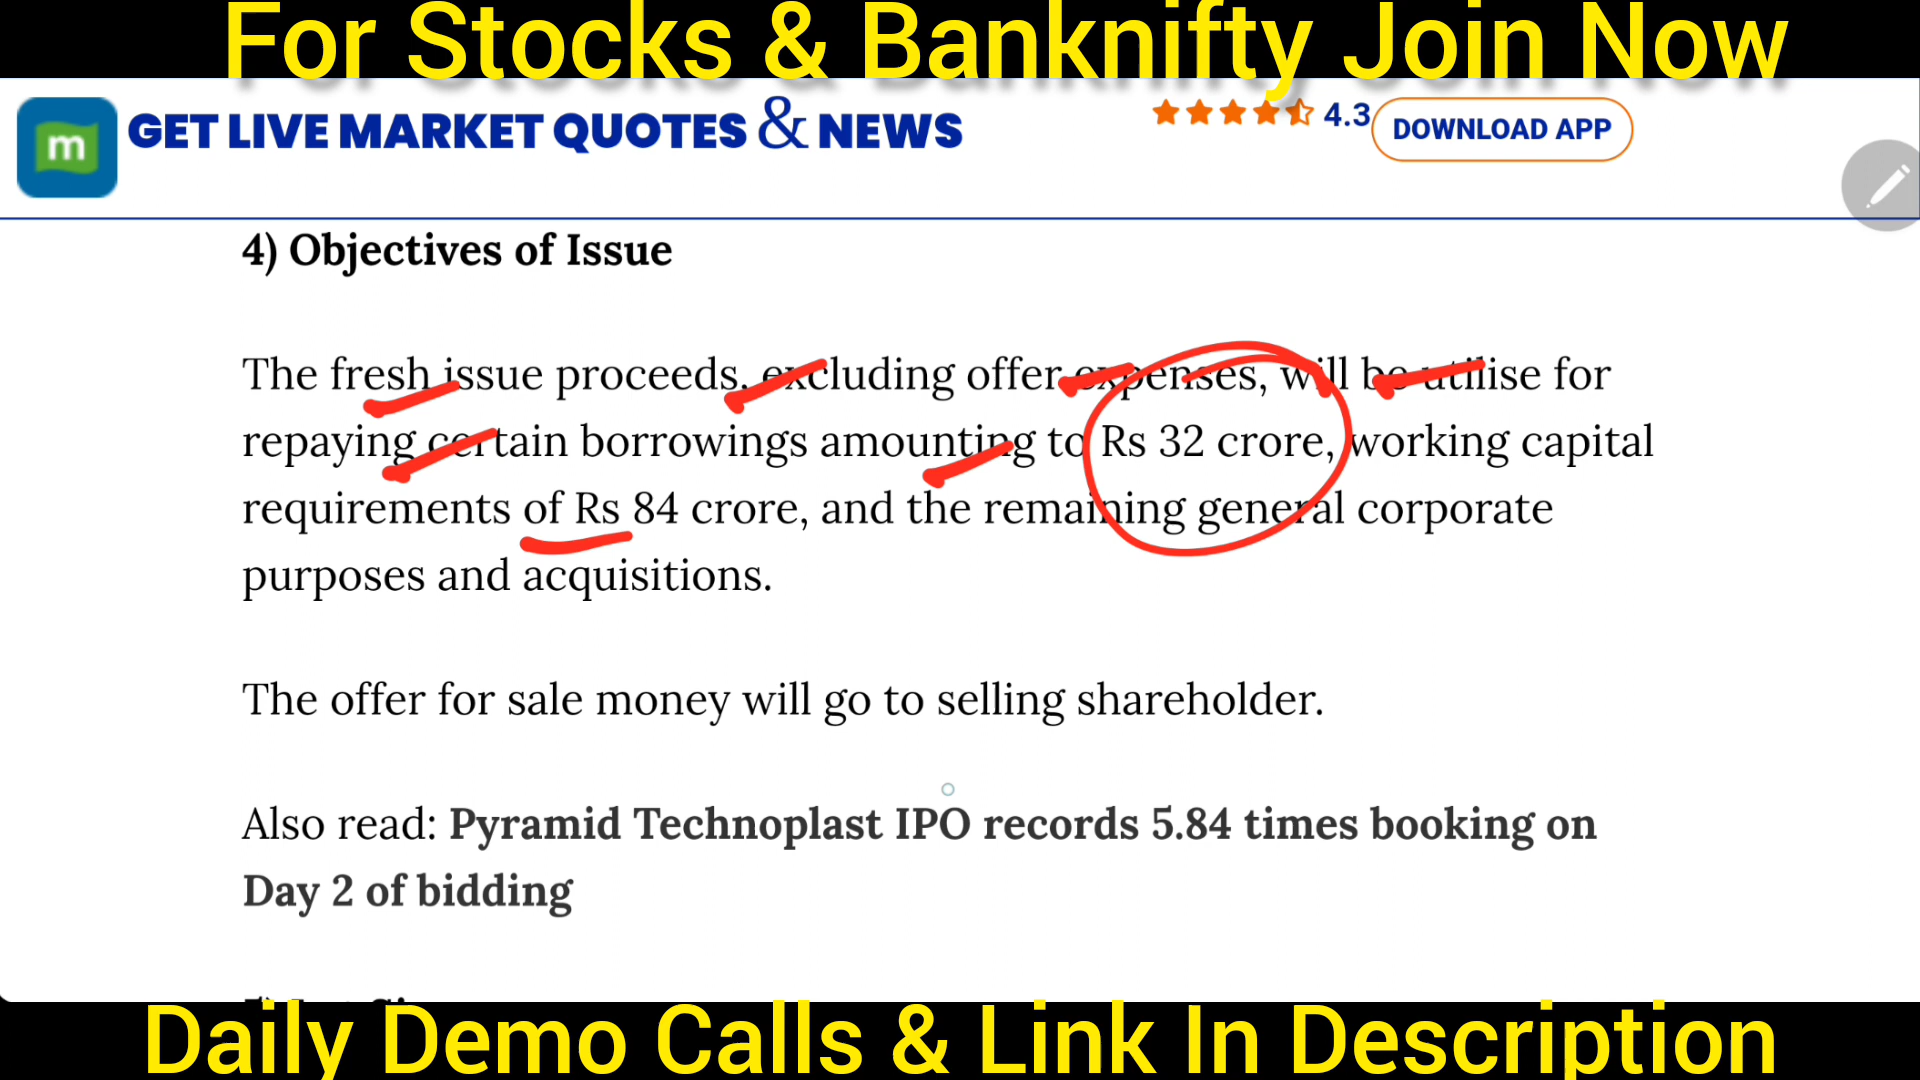 For Stocks & Banknifty Join Now
m
GET LIVE MARKET QUOTES & NEWS
4.3
DOWNLOAD APP
4) Objectives of Issue
The fresh issue proceeds, excluding offer expenses, will be utilise for
repaying certain borrowings amounting to Rs 32 crore, working capital
requirements of Rs 84 crore, and the remaining general corporate
purposes and acquisitions.
The offer for sale money will go to selling shareholder.
Also read: Pyramid Technoplast IPO records 5.84 times booking on
Day 2 of bidding
Daily Demo Calls & Link In Description